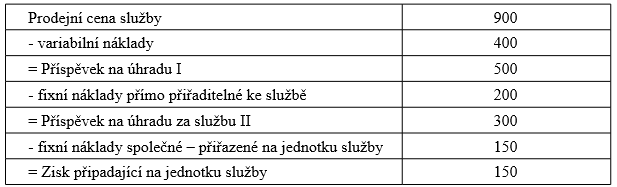 Prodejní cena služby 900
- variabilní náklady 400
= Příspěvek na úhradu I 500
- fixní náklady přímo přiřaditelné ke službě 200
= Příspěvek na úhradu za službu II 300
- fixní náklady společné – přiřazené na jednotku služby 150
= Zisk připadající na jednotku služby 150